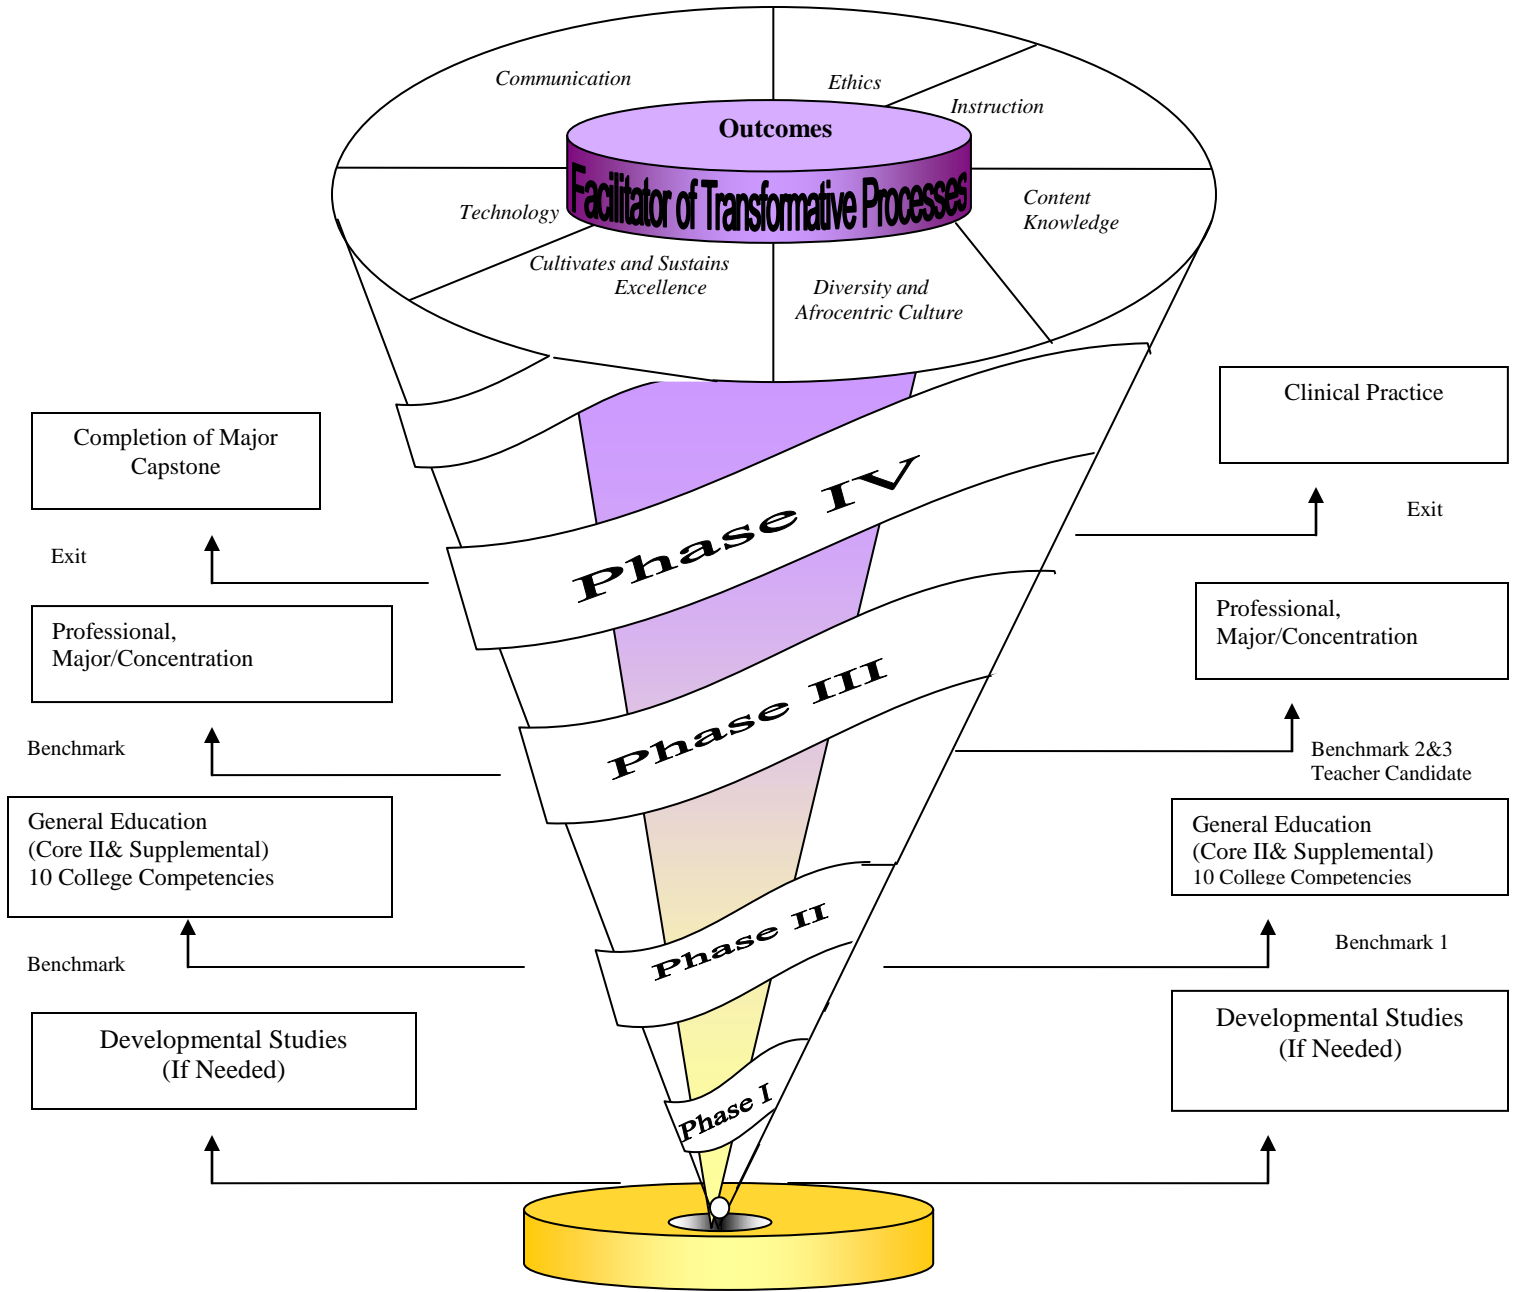 Communication
Ethics
Instruction
Outcomes
Facilitator of Transformative Processes
Technology
Content
Knowledge
Cultivates and Sustains
Excellence
Diversity and
Afrocentric Culture
Clinical Practice
Completion of Major
Capstone
Phase IV
Exit
Exit
Professional,
Major/Concentration
Professional,
Major/Concentration
Phase III
Benchmark
Benchmark 2&3
Teacher Candidate
General Education
(Core II& Supplemental)
10 College Competencies
General Education
(Core II& Supplemental)
10 College Competencies
Phase II
Benchmark
Benchmark 1
Developmental Studies
(If Needed)
Developmental Studies
(If Needed)
Phase I